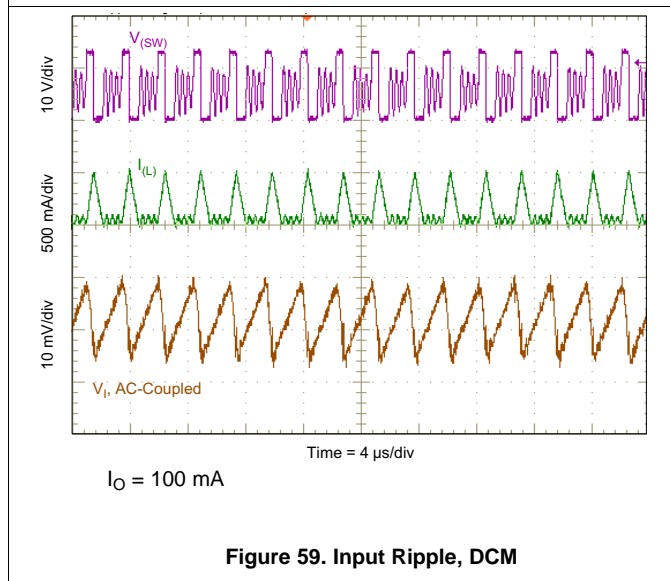 V(SW)
10 V/div
I(L)
500 mA/div
10 mV/div
VI, AC-Coupled
Time = 4 µs/div
IO = 100 mA
Figure 59. Input Ripple, DCM